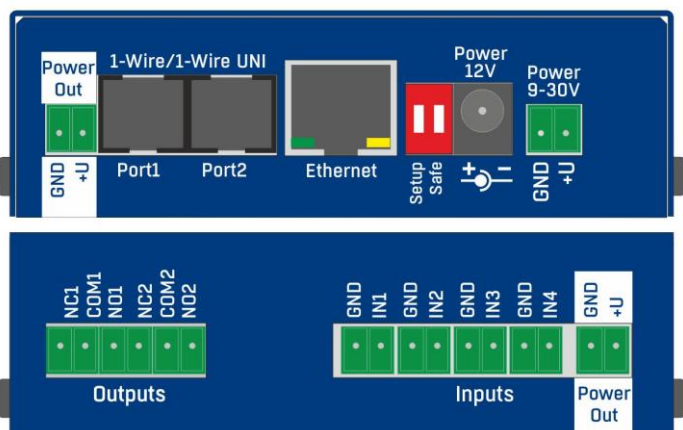 Power
Out
1-Wire/1-Wire UNI
Power
12V
Power
9-30V
GND
+U
Port1
Port2
Ethernet
Setup
Safe
+
-
GND
+U
NC1
COM1
NO1
NC2
COM2
NO2
GND
IN1
GND
IN2
GND
IN3
GND
IN4
GND
+U
Outputs
Inputs
Power
Out